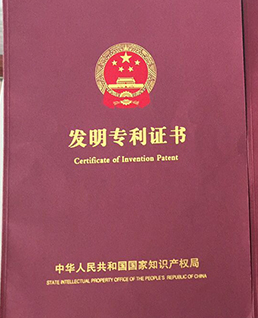 发明专利证书
Certificate of Invention Patent
中华人民共和国国家知识产权局
STATE INTELLECTUAL PROPERTY OFFICE OF THE PEOPLE'S REPUBLIC OF CHINA